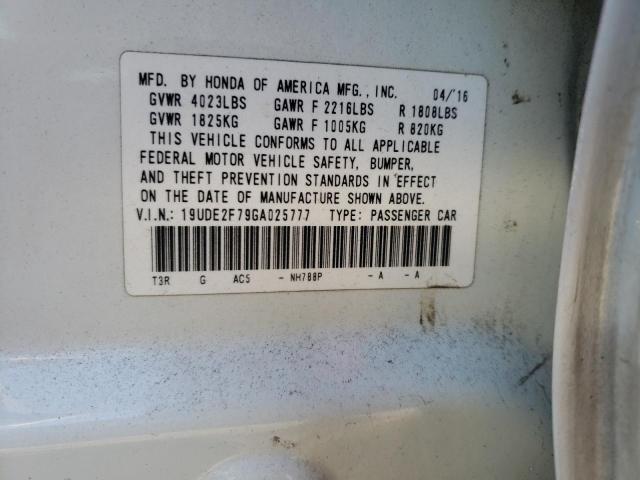 MFD. BY HONDA OF AMERICA MFG., INC. 04/'16
GVWR 4023LBS GAWR F 2216LBS R 1808LBS
GVWR 1825KG GAWR F 1005KG R 820KG
THIS VEHICLE CONFORMS TO ALL APPLICABLE
FEDERAL MOTOR VEHICLE SAFETY, BUMPER,
AND THEFT PREVENTION STANDARDS IN EFFECT
ON THE DATE OF MANUFACTURE SHOWN ABOVE.
V.I.N.: 19UDE2F79GA025777 TYPE: PASSENGER CAR
T3R G AC5 - NH788P - A - A